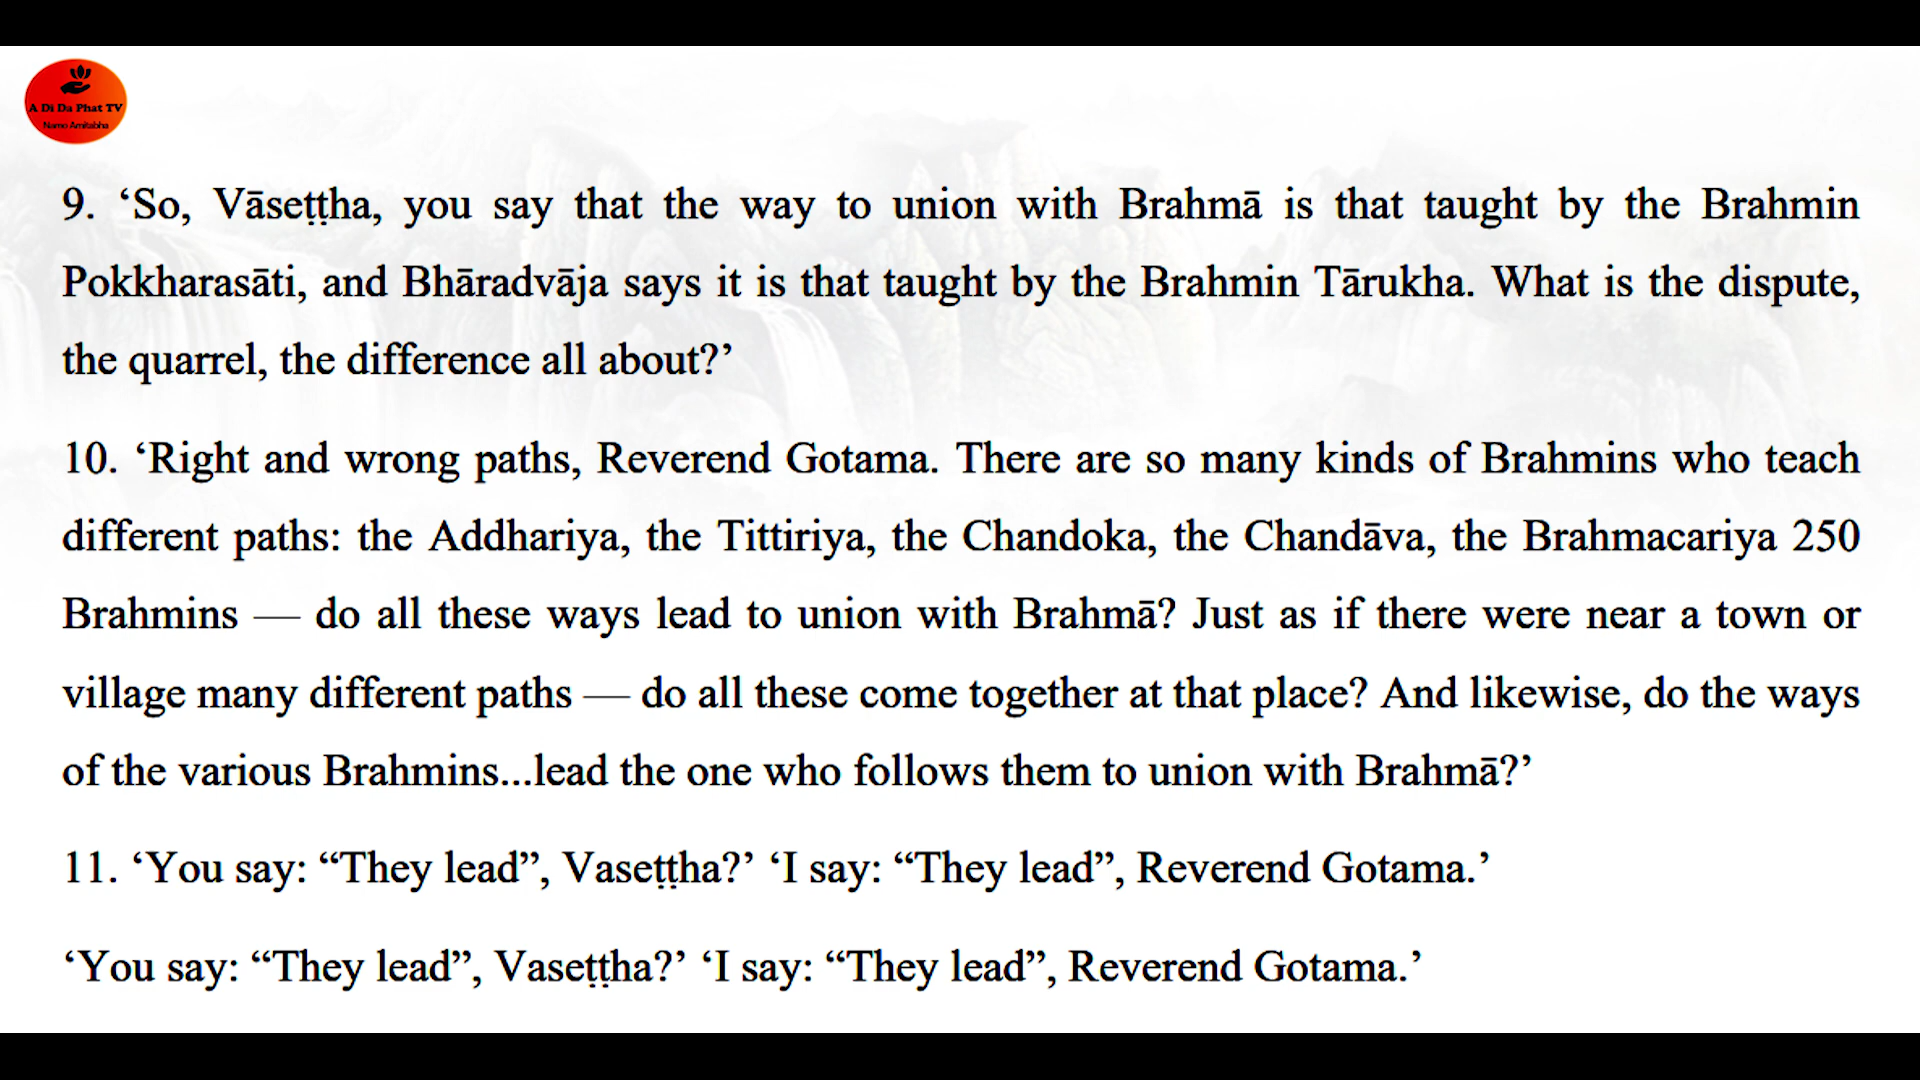 A Di Da Phat TV
Namo Amitabha
9. ‘So, Vāseṭṭha, you say that the way to union with Brahmā is that taught by the Brahmin
Pokkharasāti, and Bhāradvāja says it is that taught by the Brahmin Tārukha. What is the dispute,
the quarrel, the difference all about?’
10. ‘Right and wrong paths, Reverend Gotama. There are so many kinds of Brahmins who teach
different paths: the Addhariya, the Tittiriya, the Chandoka, the Chandāva, the Brahmacariya 250
Brahmins — do all these ways lead to union with Brahmā? Just as if there were near a town or
village many different paths — do all these come together at that place? And likewise, do the ways
of the various Brahmins...lead the one who follows them to union with Brahmā?’
11. ‘You say: “They lead”, Vaseṭṭha?’ ‘I say: “They lead”, Reverend Gotama.’
‘You say: “They lead”, Vaseṭṭha?’ ‘I say: “They lead”, Reverend Gotama.’